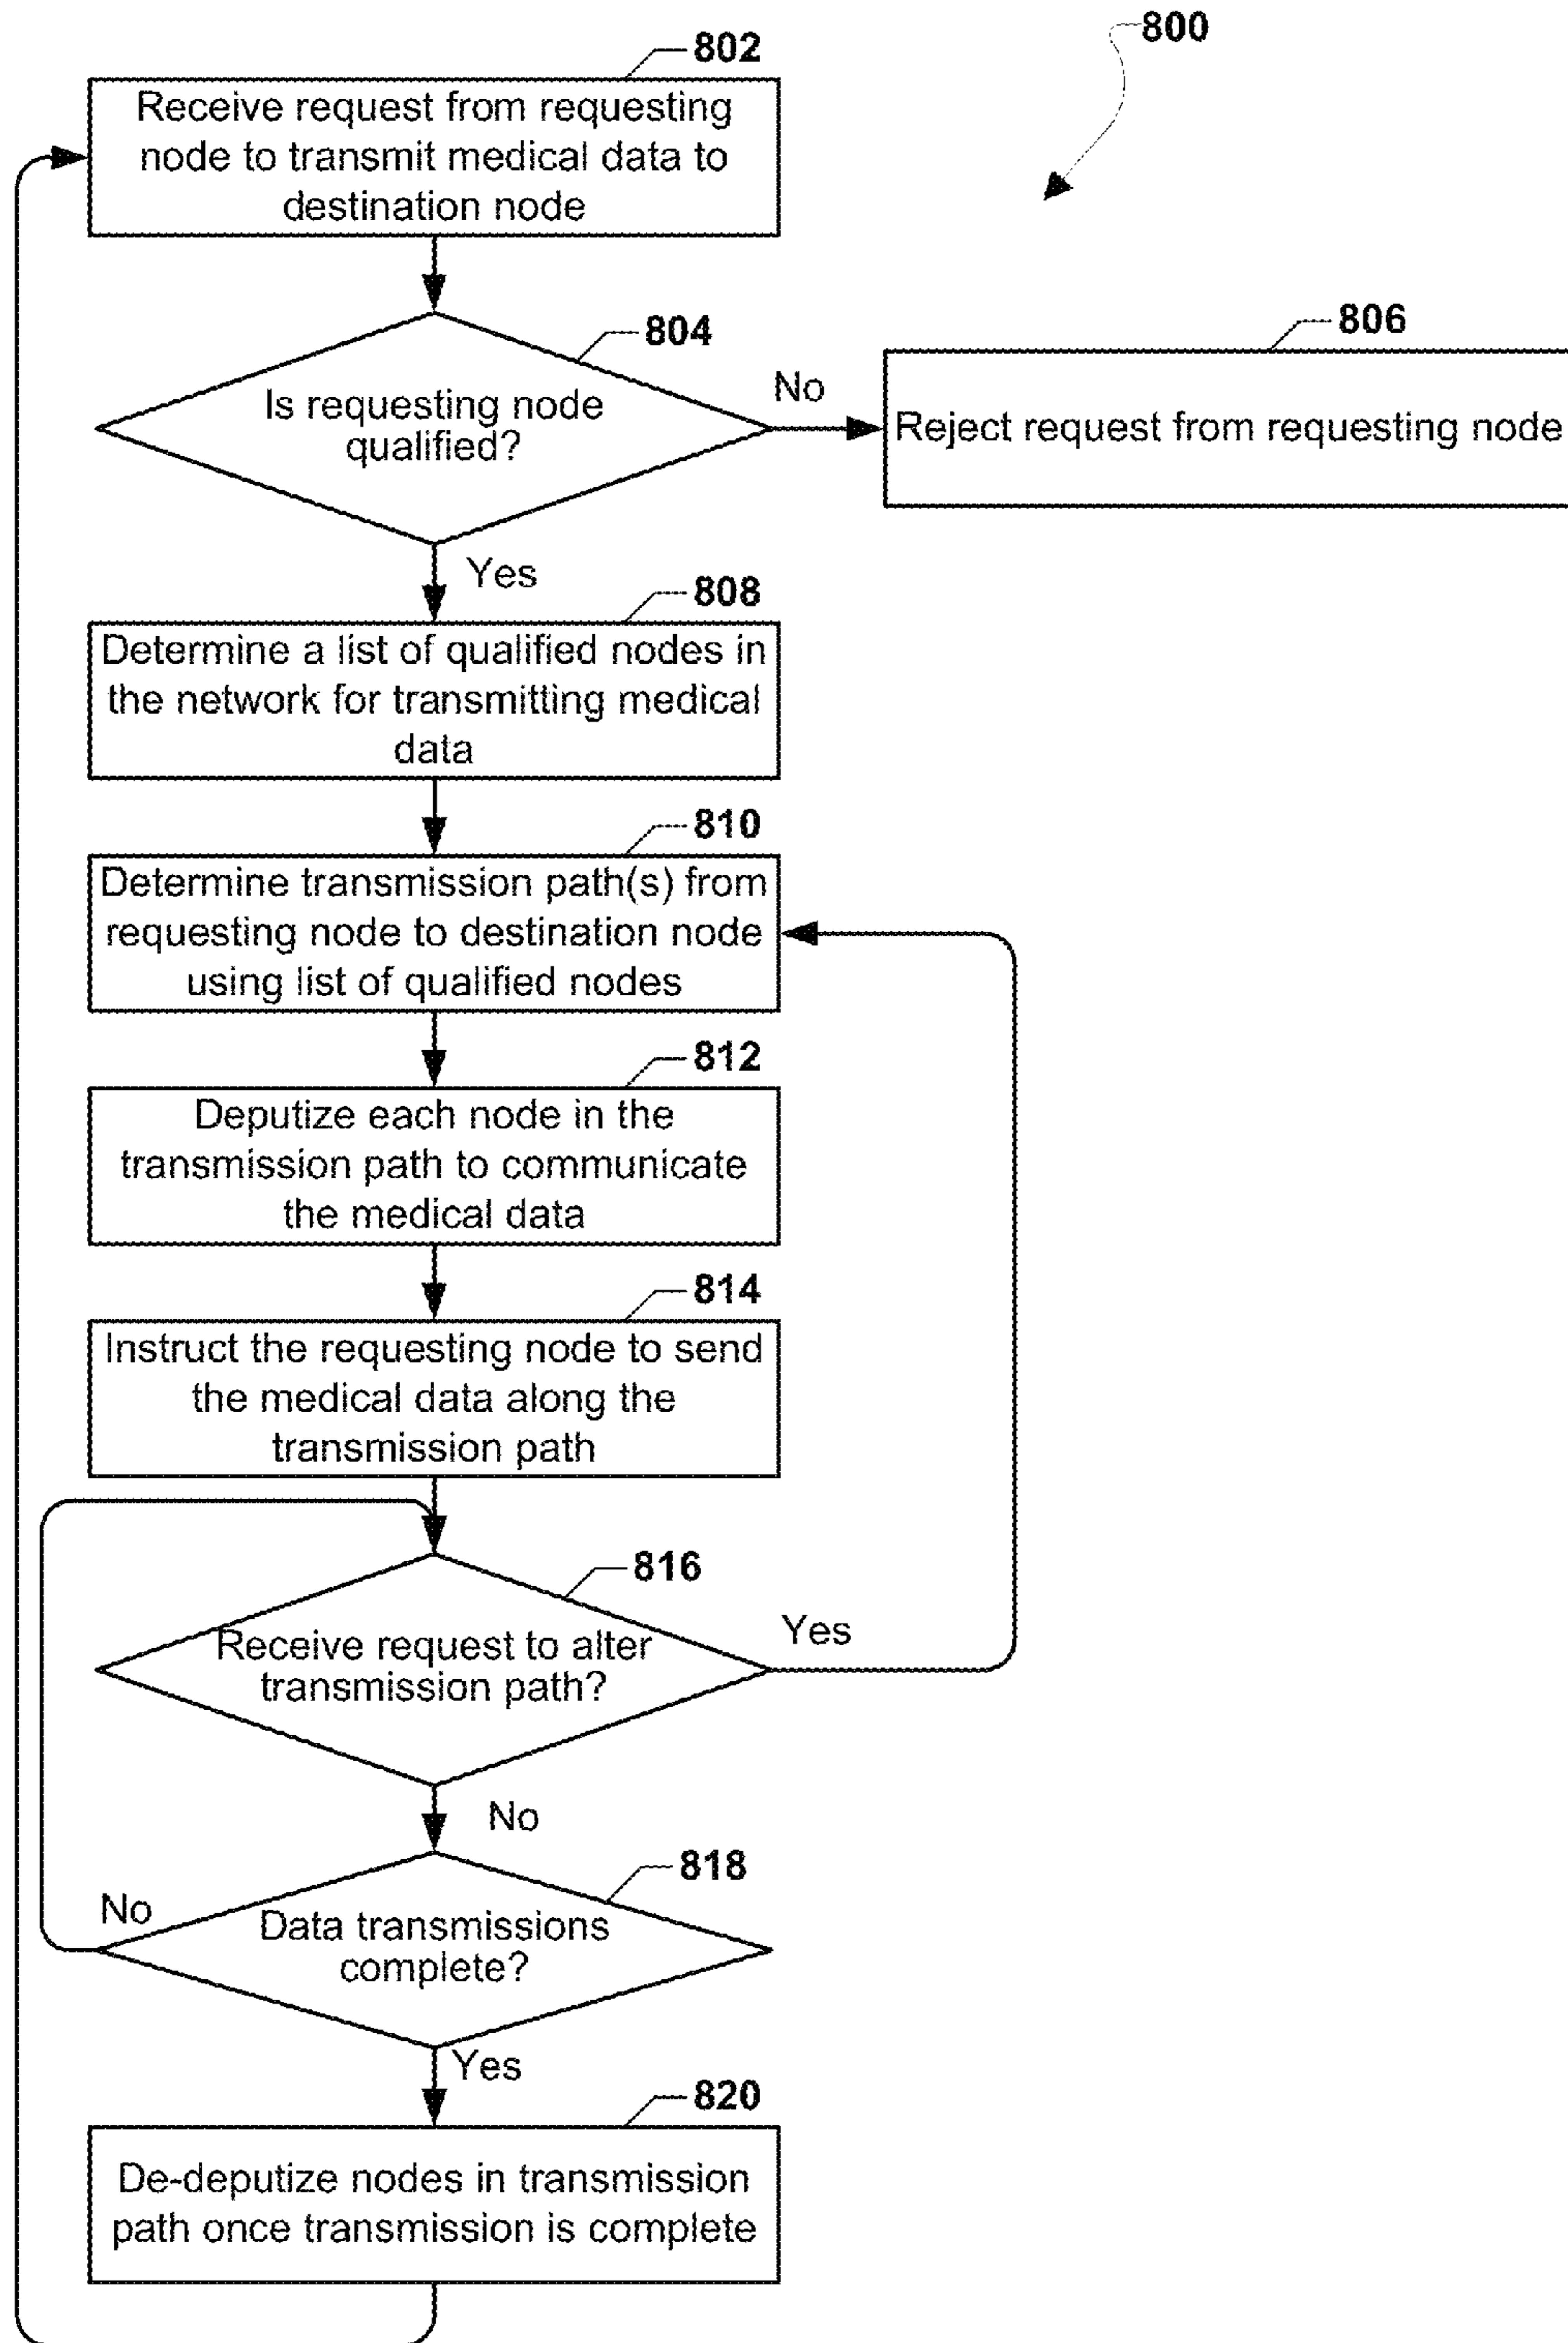 800
802
Receive request from requesting
node to transmit medical data to
destination node
804
Is requesting node
qualified?
No
806
Reject request from requesting node
Yes
808
Determine a list of qualified nodes in
the network for transmitting medical
data
810
Determine transmission path(s) from
requesting node to destination node
using list of qualified nodes
812
Deputize each node in the
transmission path to communicate
the medical data
814
Instruct the requesting node to send
the medical data along the
transmission path
816
Receive request to alter
transmission path?
Yes
No
818
Data transmissions
complete?
No
Yes
820
De-deputize nodes in transmission
path once transmission is complete